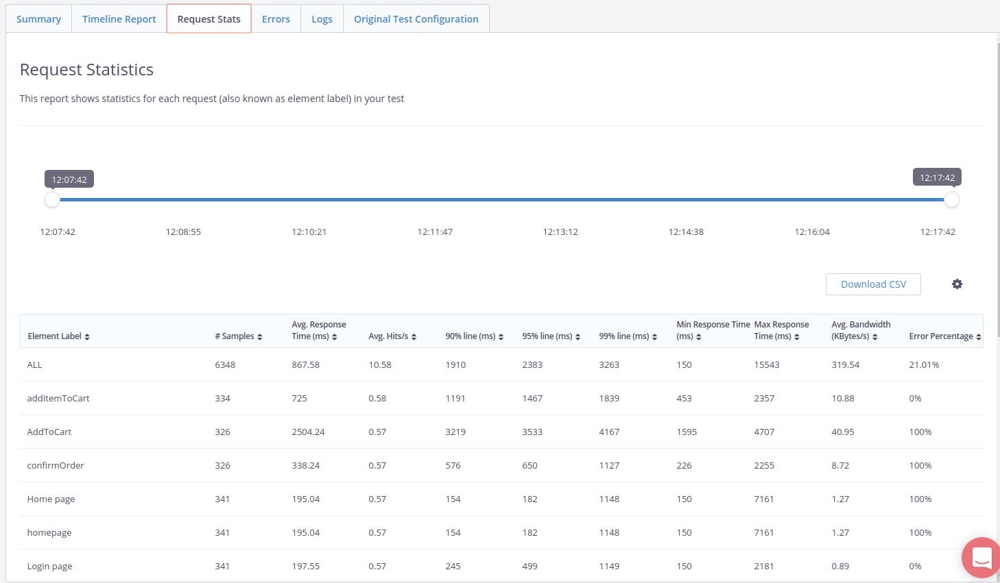 Summary Timeline Report Request Stats Errors Logs Original Test Configuration
Request Statistics
This report shows statistics for each request (also known as element label) in your test
12:07:42 12:17:42
12:07:42 12:08:55 12:10:21 12:11:47 12:13:12 12:14:38 12:16:04 12:17:42
Download CSV
Element Label # Samples Avg. Response Time (ms) Avg. Hits/s 90% line (ms) 95% line (ms) 99% line (ms) Min Response Time (ms) Max Response Time (ms) Avg. Bandwidth (KBytes/s) Error Percentage
ALL 6348 867.58 10.58 1910 2383 3263 150 15543 319.54 21.01%
addItemToCart 334 725 0.58 1191 1467 1839 453 2357 10.88 0%
AddToCart 326 2504.24 0.57 3219 3533 4167 1595 4707 40.95 100%
confirmOrder 326 338.24 0.57 576 650 1127 226 2255 8.72 100%
Home page 341 195.04 0.57 154 182 1148 150 7161 1.27 100%
homepage 341 195.04 0.57 154 182 1148 150 7161 1.27 100%
Login page 341 197.55 0.57 245 499 1149 150 2181 0.89 0%